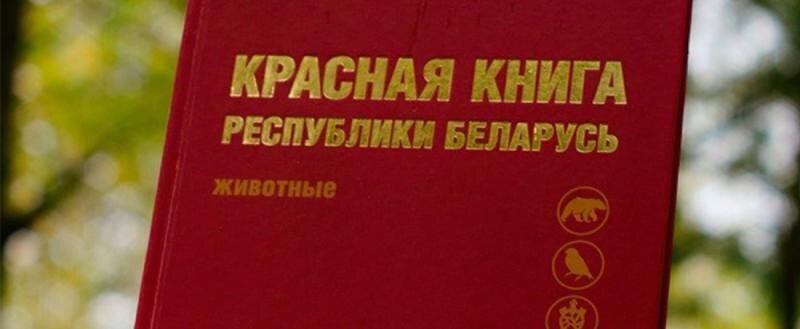 КРАСНАЯ КНИГА
РЕСПУБЛИКИ БЕЛАРУСЬ
животные